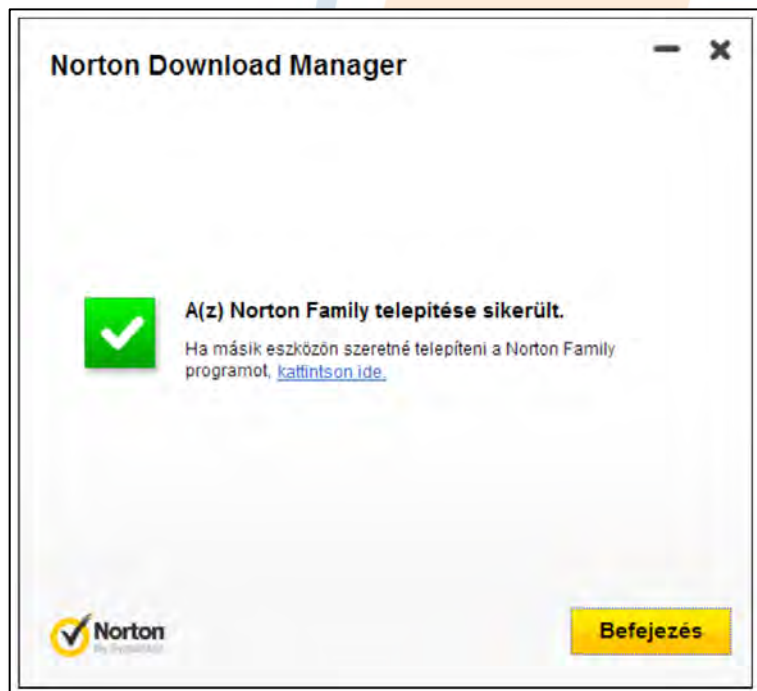 Norton Download Manager
A(z) Norton Family telepítése sikerült.
Ha másik eszközön szeretné telepíteni a Norton Family
programot, kattintson ide.
Norton
Befejezés